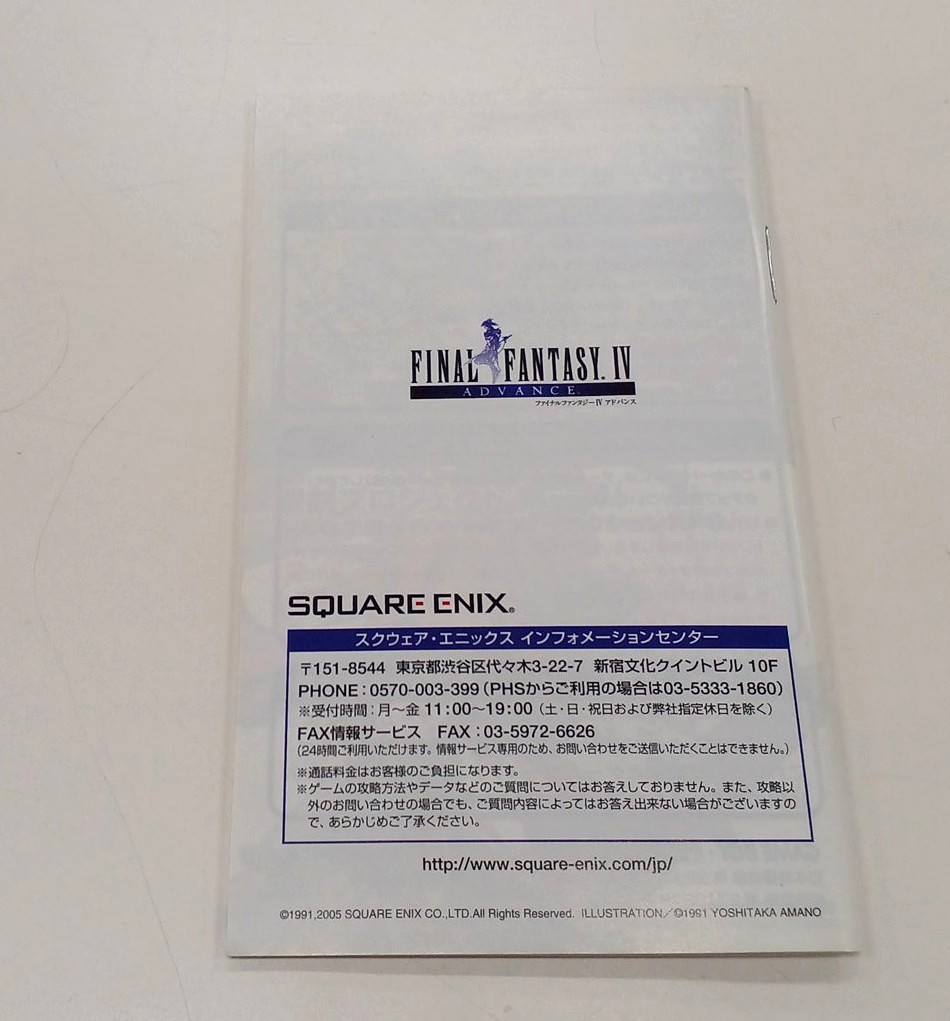 FINAL FANTASY. IV
ADVANCE
ファイナルファンタジーIV アドバンス
SQUARE ENIX®
スクウェア・エニックス インフォメーションセンター
〒151-8544 東京都渋谷区代々木3-22-7 新宿文化クイントビル 10F
PHONE：0570-003-399（PHSからご利用の場合は03-5333-1860）
※受付時間：月～金 11：00～19：00（土・日・祝日および弊社指定休日を除く）
FAX情報サービス FAX：03-5972-6626
（24時間ご利用いただけます。情報サービス専用のため、お問い合わせをご送信いただくことはできません。）
※通話料金はお客様のご負担になります。
※ゲームの攻略方法やデータなどのご質問についてはお答えしておりません。また、攻略以
外のお問い合わせの場合でも、ご質問内容によってはお答え出来ない場合がございますの
で、あらかじめご了承ください。
http://www.square-enix.com/jp/
©1991,2005 SQUARE ENIX CO.,LTD.All Rights Reserved. ILLUSTRATION／©1991 YOSHITAKA AMANO